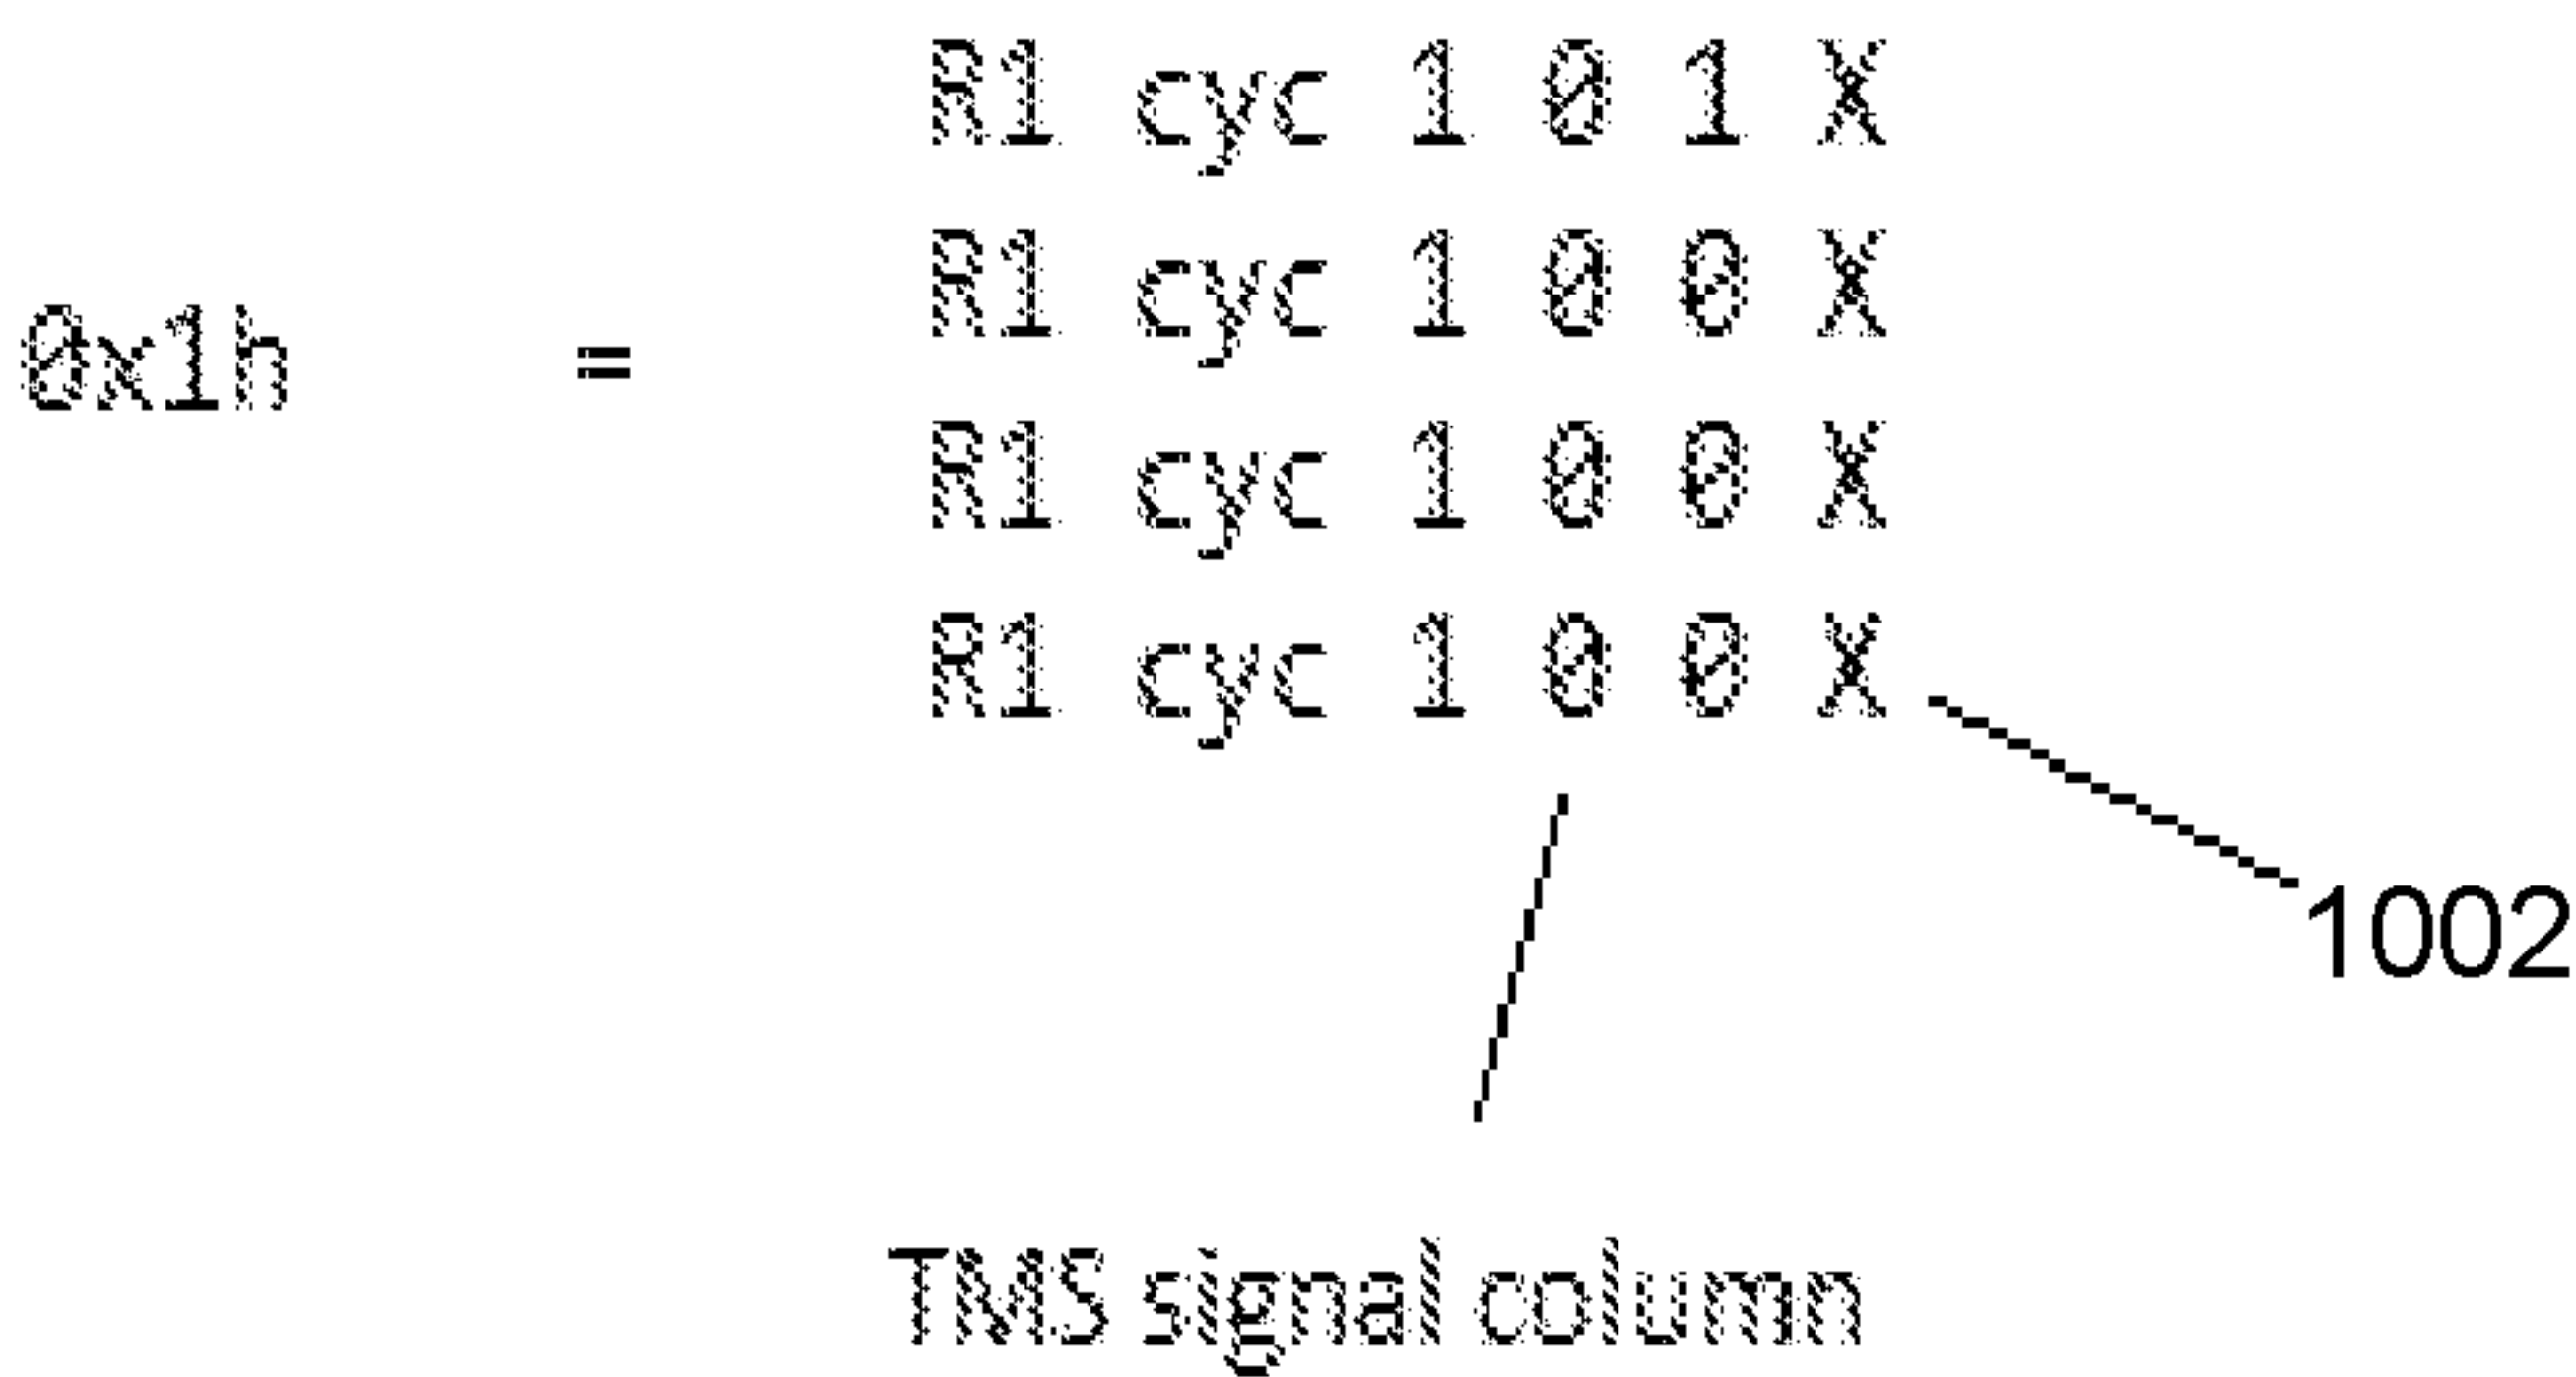 R1 cyc 1 0 1 X
R1 cyc 1 0 0 X
0x1h =
R1 cyc 1 0 0 X
R1 cyc 1 0 0 X
1002
TMS signal column